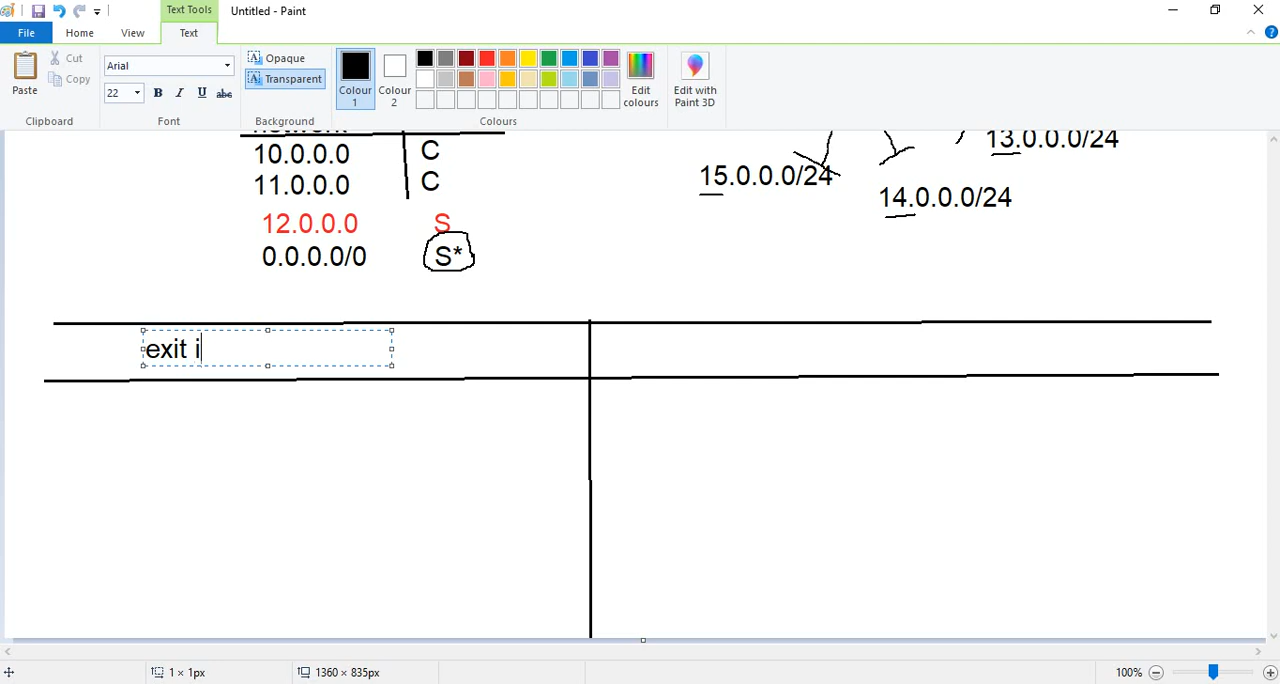 Text Tools
Untitled - Paint
File
Home
View
Text
Paste
Cut
Copy
Clipboard
Arial
22
B I U abc
Font
Opaque
Transparent
Background
Colour 1
Colour 2
Edit colours
Colours
Edit with Paint 3D
10.0.0.0 C
11.0.0.0 C
12.0.0.0 S
0.0.0.0/0 S*
13.0.0.0/24
15.0.0.0/24
14.0.0.0/24
exit i
1 × 1px
1360 × 835px
100%